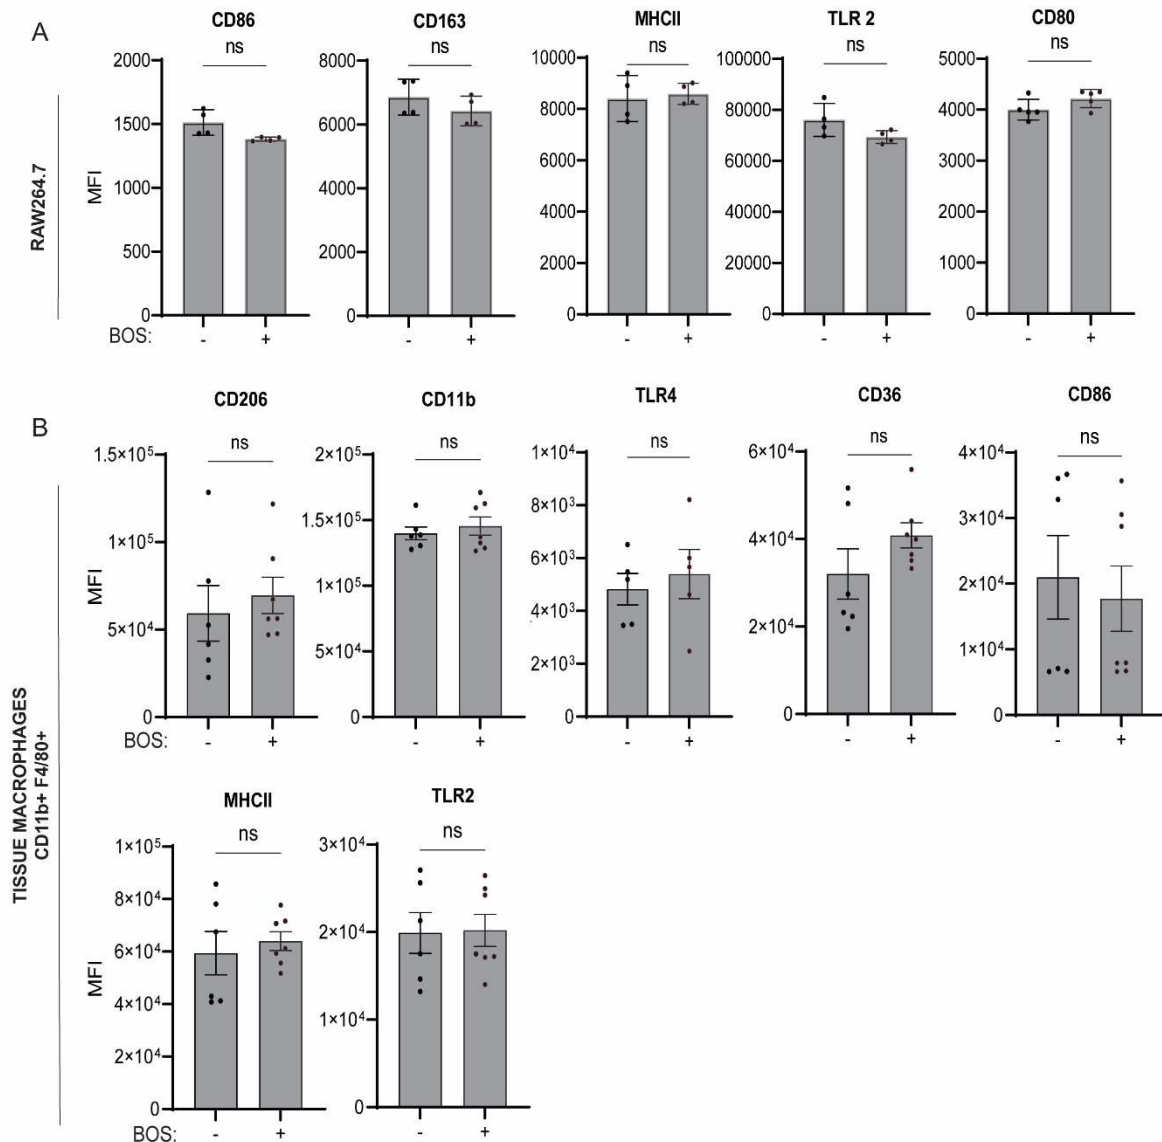 A
RAW264.7
MFI
CD86
ns
2000
1500
1000
500
0
CD163
ns
8000
6000
4000
2000
0
MHCII
ns
10000
8000
6000
4000
2000
0
TLR 2
ns
100000
80000
60000
40000
20000
0
CD80
ns
5000
4000
3000
2000
1000
0
BOS: - + - + - + - + - +
B
TISSUE MACROPHAGES
CD11b+ F4/80+
MFI
CD206
ns
1.5×10⁵
1×10⁵
5×10⁴
0
CD11b
ns
2×10⁵
1.5×10⁵
1×10⁵
5×10⁴
0
TLR4
ns
1×10⁴
8×10³
6×10³
4×10³
2×10³
0
CD36
ns
6×10⁴
4×10⁴
2×10⁴
0
CD86
ns
4×10⁴
3×10⁴
2×10⁴
1×10⁴
0
BOS: - + - + - + - + - +
MFI
MHCII
ns
1×10⁵
8×10⁴
6×10⁴
4×10⁴
2×10⁴
0
TLR2
ns
3×10⁴
2×10⁴
1×10⁴
0
BOS: - + - +